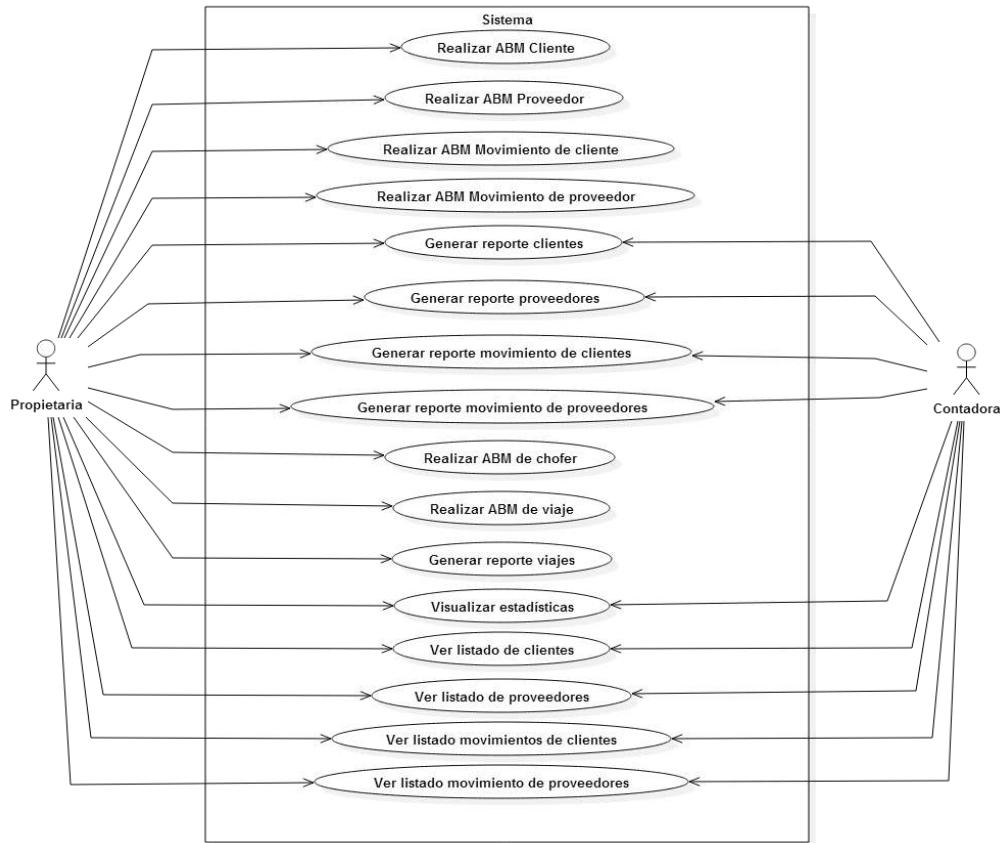 Sistema
Realizar ABM Cliente
Realizar ABM Proveedor
Realizar ABM Movimiento de cliente
Realizar ABM Movimiento de proveedor
Generar reporte clientes
Generar reporte proveedores
Generar reporte movimiento de clientes
Generar reporte movimiento de proveedores
Propietaria
Contadora
Realizar ABM de chofer
Realizar ABM de viaje
Generar reporte viajes
Visualizar estadísticas
Ver listado de clientes
Ver listado de proveedores
Ver listado movimientos de clientes
Ver listado movimiento de proveedores